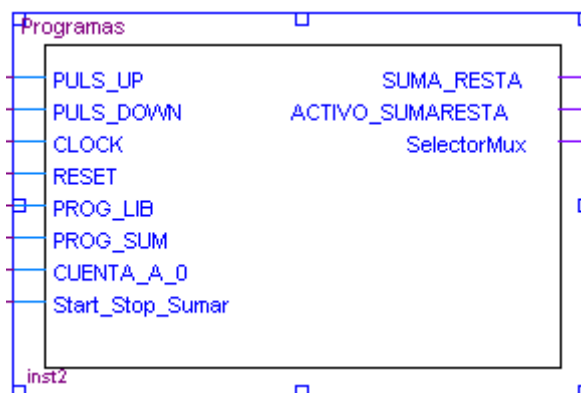 Programas
PULS_UP SUMA_RESTA
PULS_DOWN ACTIVO_SUMARESTA
CLOCK SelectorMux
RESET
PROG_LIB
PROG_SUM
CUENTA_A_0
Start_Stop_Sumar
inst2